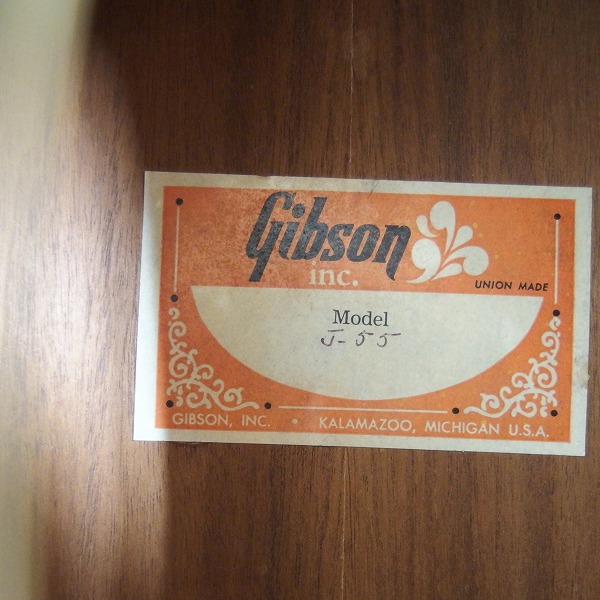 Gibson
inc.
UNION MADE
Model
J-55
GIBSON, INC. • KALAMAZOO, MICHIGAN U.S.A.